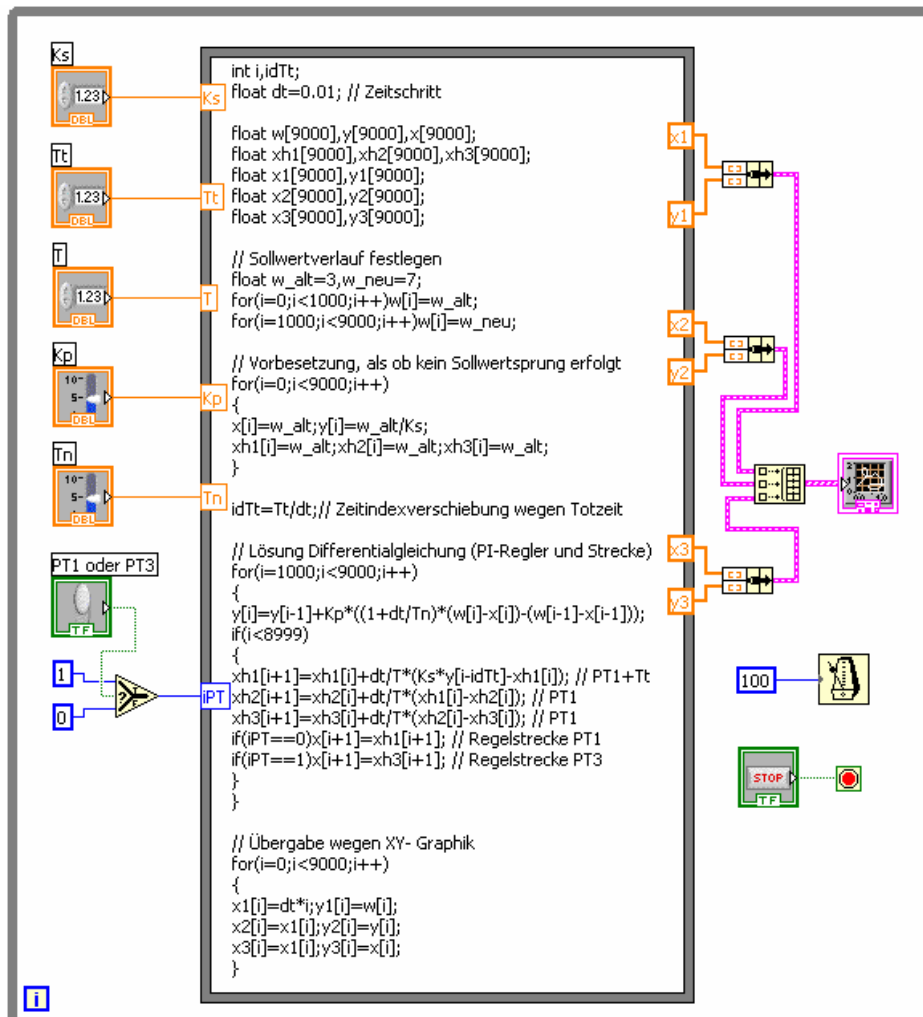 Ks
1.23
DBL
Tt
1.23
DBL
T
1.23
DBL
Kp
10-
5-
DBL
Tn
10-
5-
DBL
PT1 oder PT3
TF
1
0
?
T
F
i
Ks
Tt
T
Kp
Tn
iPT
int i,idTt;
float dt=0.01; // Zeitschritt
float w[9000],y[9000],x[9000];
float xh1[9000],xh2[9000],xh3[9000];
float x1[9000],y1[9000];
float x2[9000],y2[9000];
float x3[9000],y3[9000];
// Sollwertverlauf festlegen
float w_alt=3,w_neu=7;
for(i=0;i<1000;i++)w[i]=w_alt;
for(i=1000;i<9000;i++)w[i]=w_neu;
// Vorbesetzung, als ob kein Sollwertsprung erfolgt
for(i=0;i<9000;i++)
{
x[i]=w_alt;y[i]=w_alt/Ks;
xh1[i]=w_alt;xh2[i]=w_alt;xh3[i]=w_alt;
}
idTt=Tt/dt;// Zeitindexverschiebung wegen Totzeit
// Lösung Differentialgleichung (PI-Regler und Strecke)
for(i=1000;i<9000;i++)
{
y[i]=y[i-1]+Kp*((1+dt/Tn)*(w[i]-x[i])-(w[i-1]-x[i-1]));
if(i<8999)
{
xh1[i+1]=xh1[i]+dt/T*(Ks*y[i-idTt]-xh1[i]); // PT1+Tt
xh2[i+1]=xh2[i]+dt/T*(xh1[i]-xh2[i]); // PT1
xh3[i+1]=xh3[i]+dt/T*(xh2[i]-xh3[i]); // PT1
if(iPT==0)x[i+1]=xh1[i+1]; // Regelstrecke PT1
if(iPT==1)x[i+1]=xh3[i+1]; // Regelstrecke PT3
}
}
// Übergabe wegen XY- Graphik
for(i=0;i<9000;i++)
{
x1[i]=dt*i;y1[i]=w[i];
x2[i]=x1[i];y2[i]=y[i];
x3[i]=x1[i];y3[i]=x[i];
}
x1
y1
x2
y2
x3
y3
100
STOP
TF